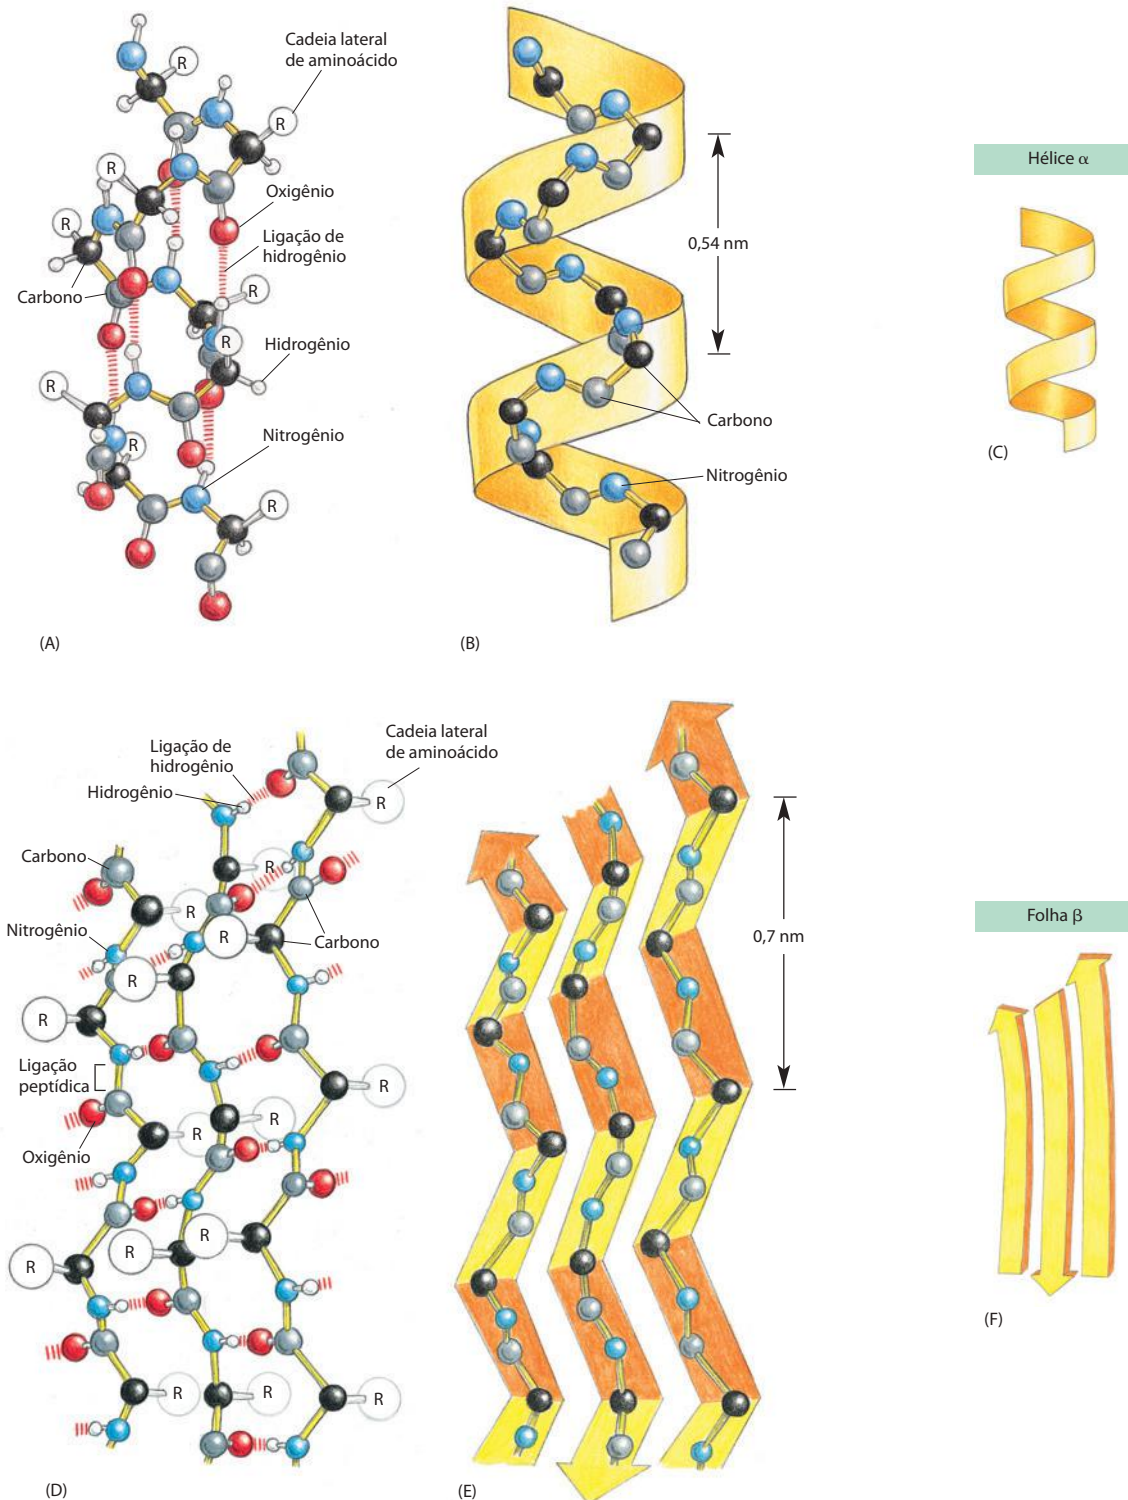 R
Cadeia lateral
de aminoácido
R
R
Oxigênio
R
Ligação de
hidrogênio
Carbono
R
R
R
Hidrogênio
Nitrogênio
R
R
(A)
0,54 nm
Carbono
Nitrogênio
(B)
Hélice α
(C)
Ligação de
hidrogênio
Cadeia lateral
de aminoácido
Hidrogênio
R
Carbono
R
R
Nitrogênio
R
Carbono
R
R
Ligação
peptídica
R
R
R
Oxigênio
R
R
R
R
R
R
(D)
0,7 nm
(E)
Folha β
(F)